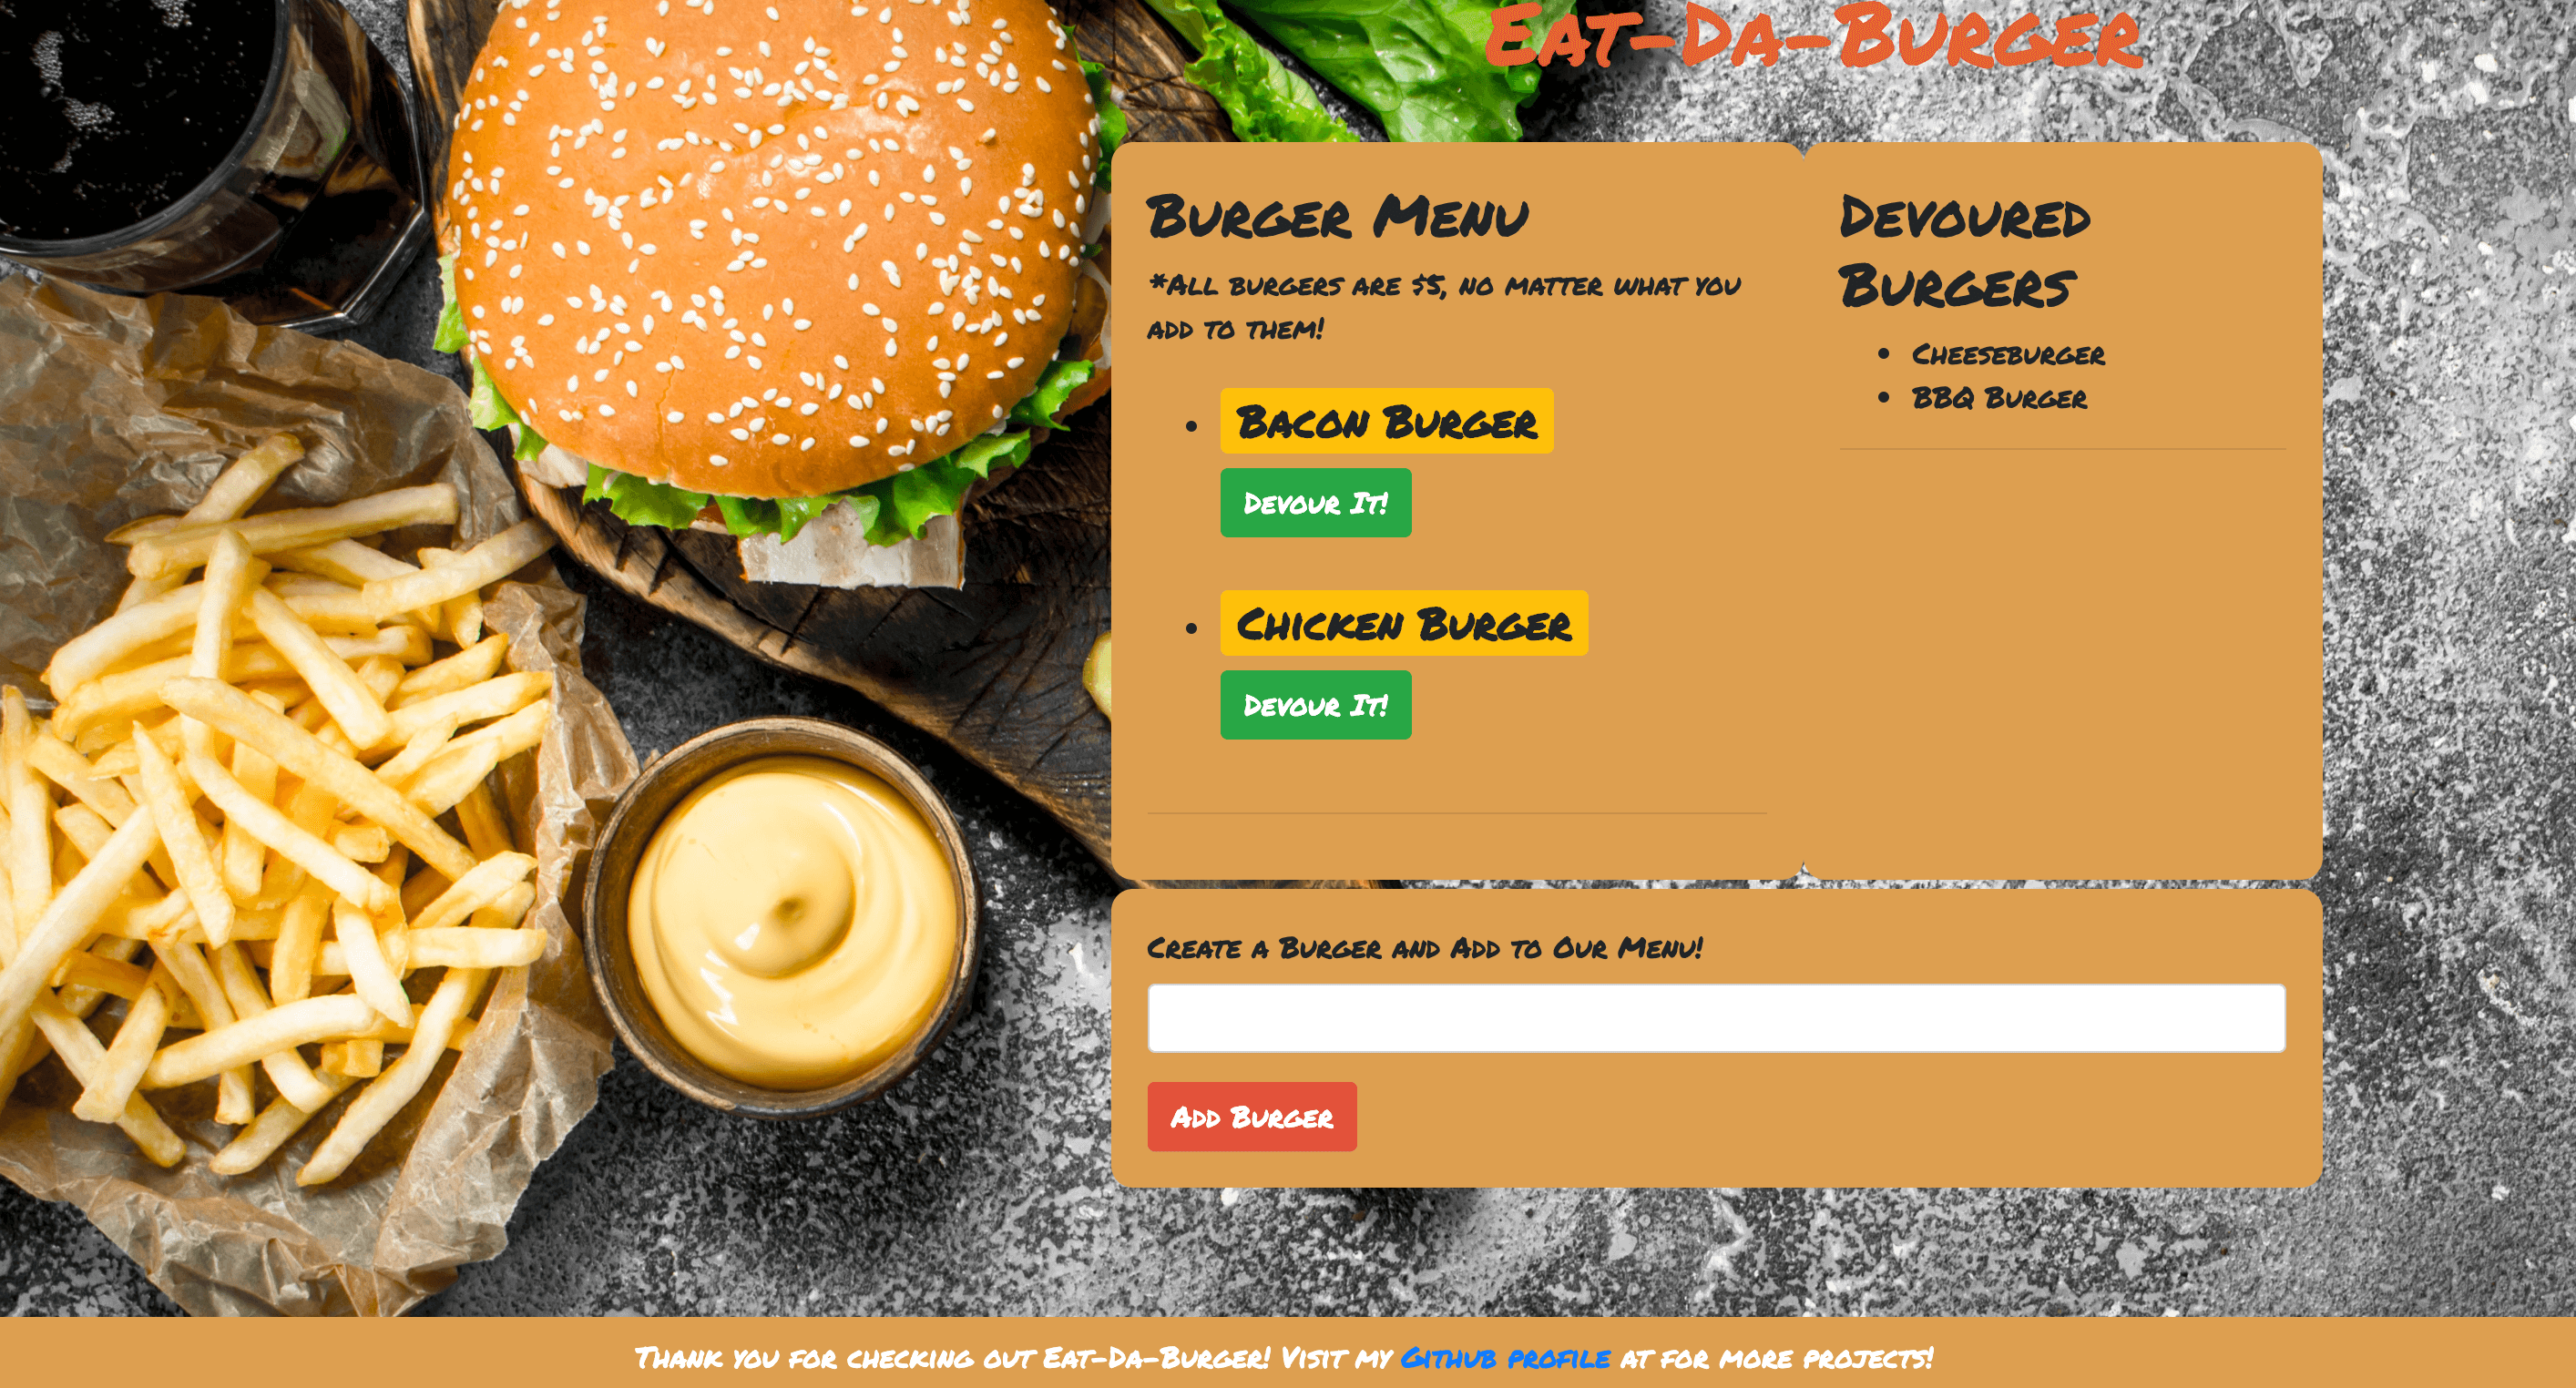 Eat-Da-Burger
Burger Menu
*All burgers are $5, no matter what you
add to them!
Bacon Burger
Devour It!
Chicken Burger
Devour It!
Devoured
Burgers
Cheeseburger
BBQ Burger
Create a Burger and Add to Our Menu!
Add Burger
Thank you for checking out Eat-Da-Burger! Visit my Github profile at for more projects!